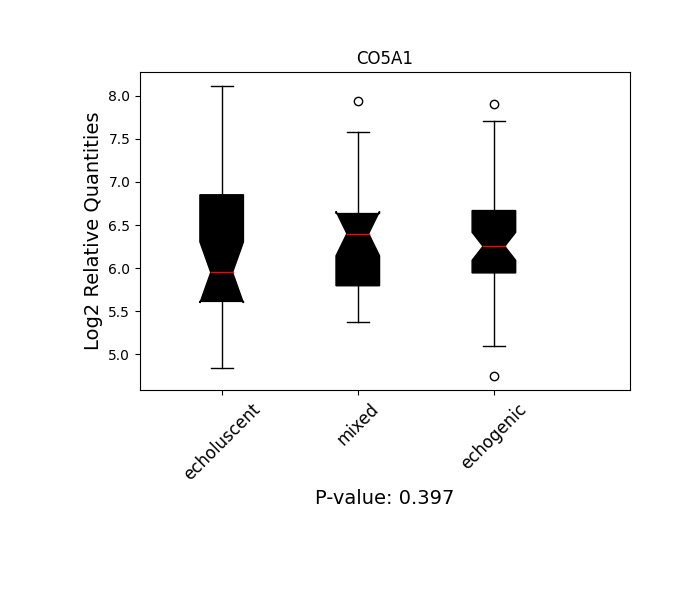 CO5A1
Log2 Relative Quantities
8.0
7.5
7.0
6.5
6.0
5.5
5.0
echoluscent
mixed
echogenic
P-value: 0.397